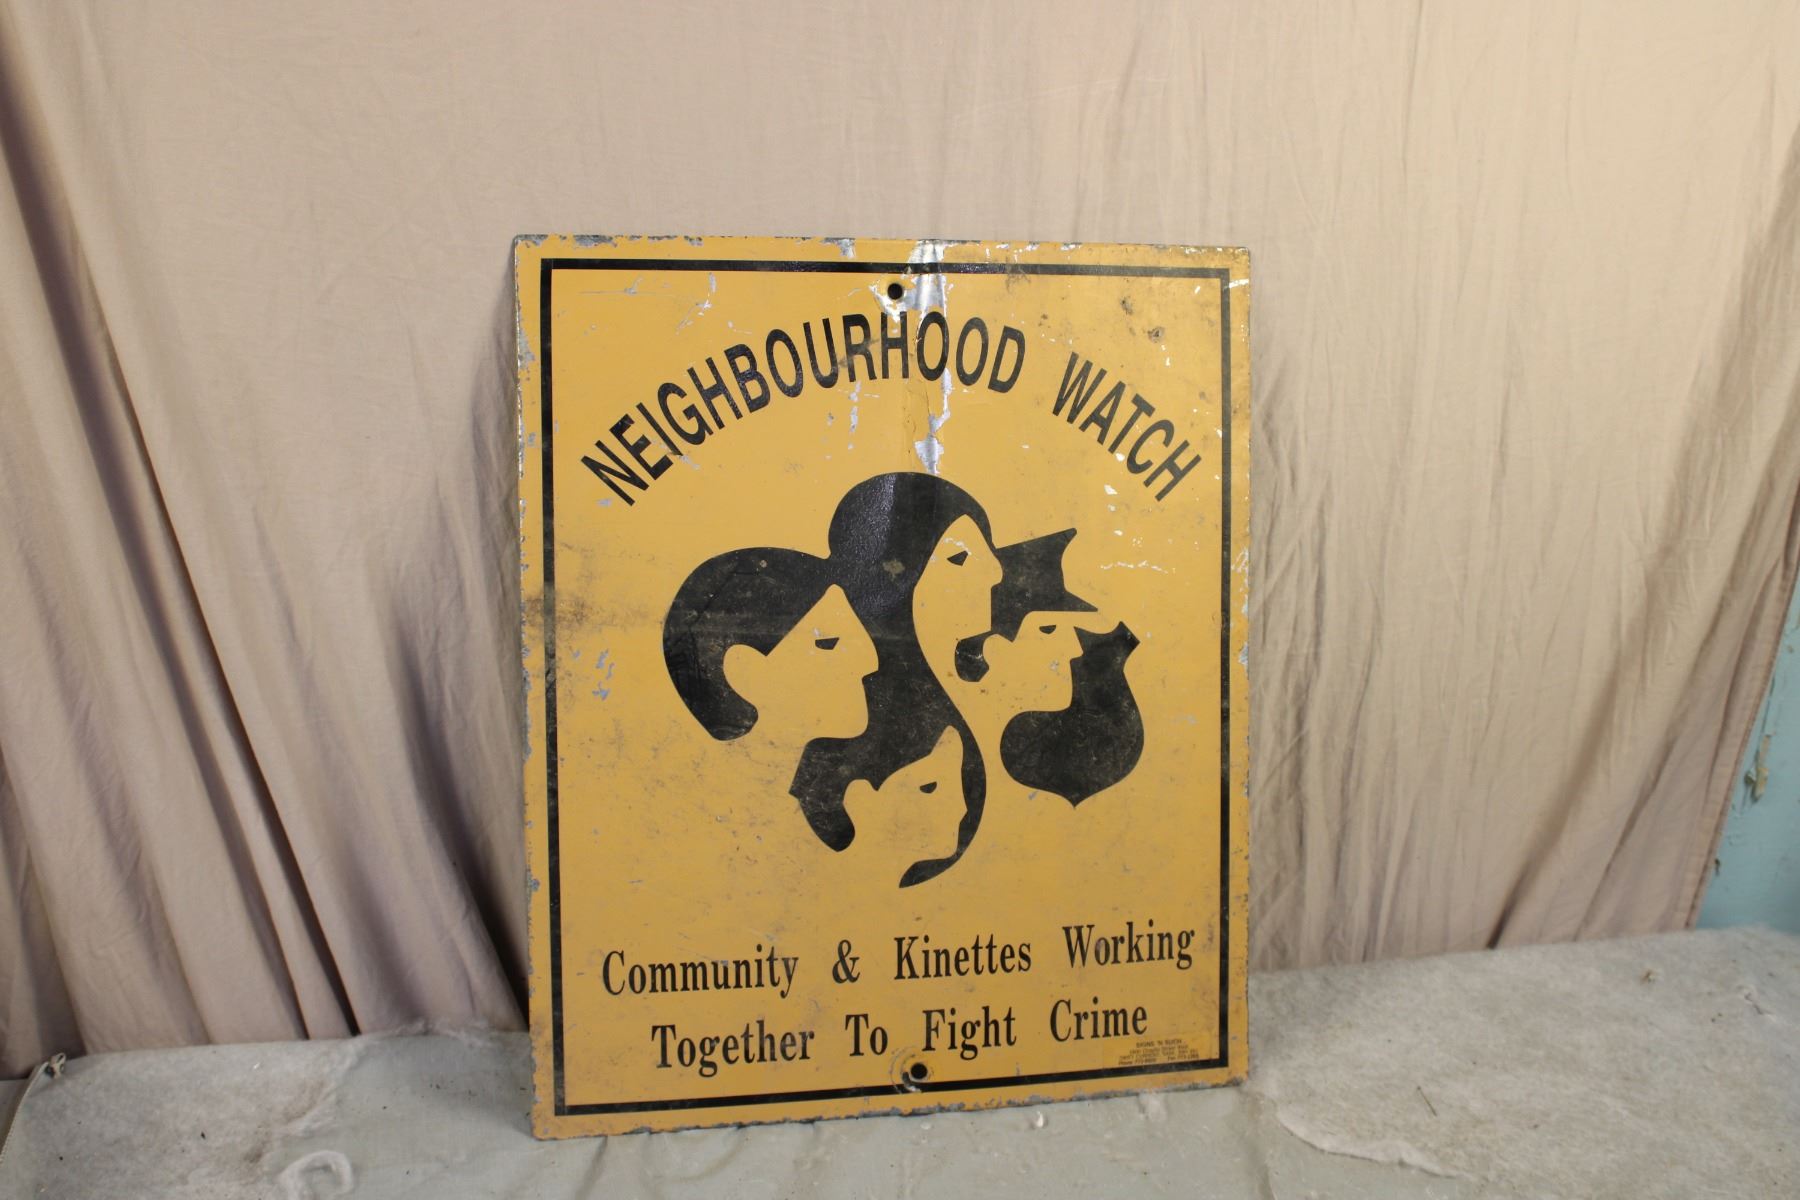 NEIGHBOURHOOD WATCH
Community & Kinettes Working
Together To Fight Crime
SIGNS 'N SUCH